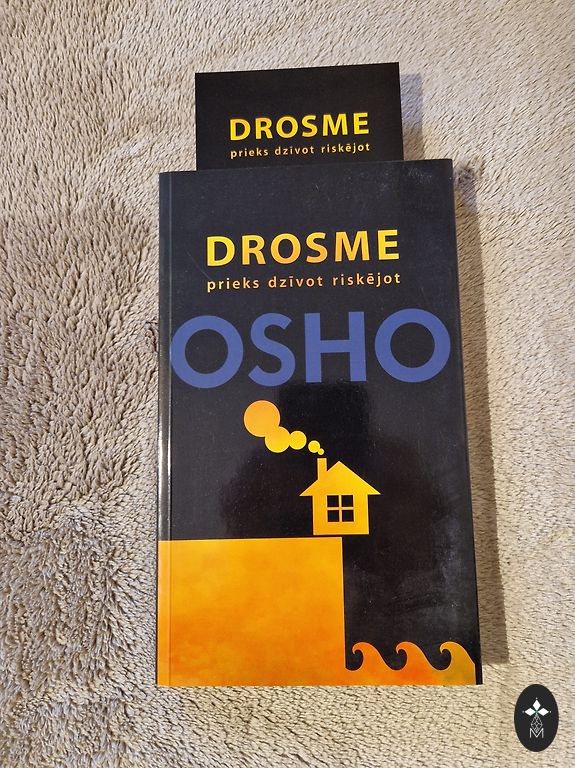 DROSME
prieks dzīvot riskējot
DROSME
prieks dzīvot riskējot
OSHO
M